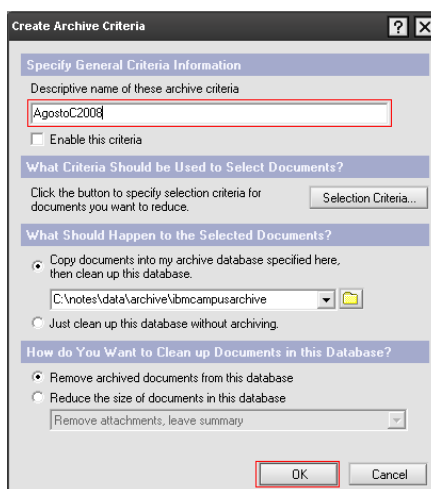 Create Archive Criteria
Specify General Criteria Information
Descriptive name of these archive criteria
AgostoC2008
Enable this criteria
What Criteria Should be Used to Select Documents?
Click the button to specify selection criteria for
documents you want to reduce.
Selection Criteria...
What Should Happen to the Selected Documents?
Copy documents into my archive database specified here,
then clean up this database.
C:\notes\data\archive\ibmcampusarchive
Just clean up this database without archiving.
How do You Want to Clean up Documents in this Database?
Remove archived documents from this database
Reduce the size of documents in this database
Remove attachments, leave summary
OK
Cancel